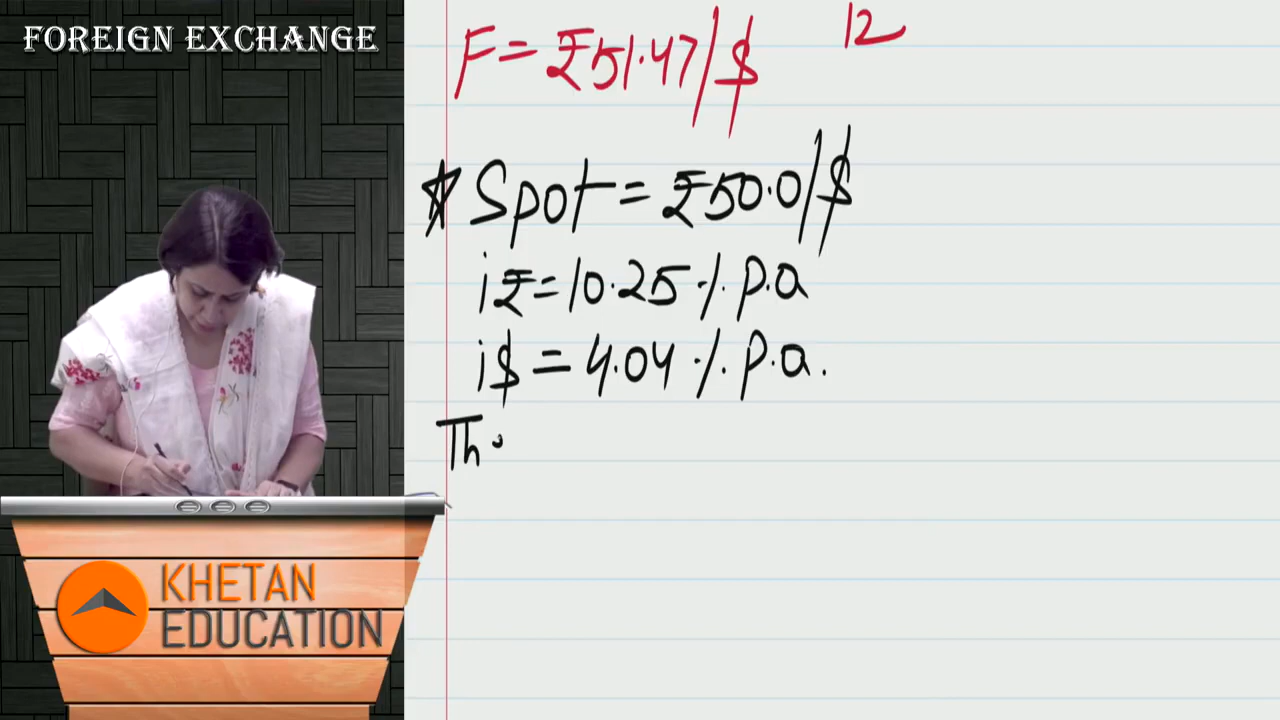 FOREIGN EXCHANGE
12
F = ₹51.47/$
* Spot = ₹50.0/$
i₹ = 10.25 % p.a
i$ = 4.04 % p.a.
Th
KHETAN
EDUCATION